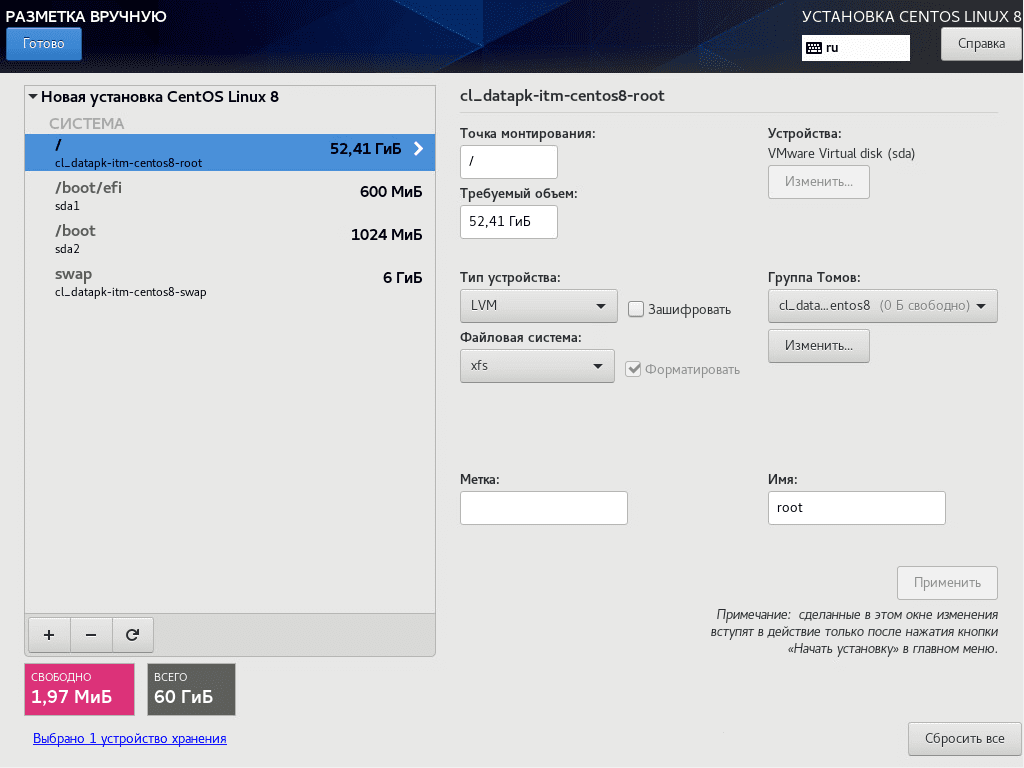 РАЗМЕТКА ВРУЧНУЮ
УСТАНОВКА CENTOS LINUX 8
Готово
ru
Справка
Новая установка CentOS Linux 8
СИСТЕМА
/
52,41 ГиБ
cl_datapk-itm-centos8-root
/boot/efi
600 МиБ
sda1
/boot
1024 МиБ
sda2
swap
6 ГиБ
cl_datapk-itm-centos8-swap
СВОБОДНО
1,97 МиБ
ВСЕГО
60 ГиБ
Выбрано 1 устройство хранения
cl_datapk-itm-centos8-root
Точка монтирования:
/
Требуемый объем:
52,41 ГиБ
Устройства:
VMware Virtual disk (sda)
Изменить...
Тип устройства:
LVM
Зашифровать
Файловая система:
xfs
Форматировать
Группа Томов:
cl_data...entos8 (0 Б свободно)
Изменить...
Метка:
Имя:
root
Применить
Примечание: сделанные в этом окне изменения
вступят в действие только после нажатия кнопки
«Начать установку» в главном меню.
Сбросить все